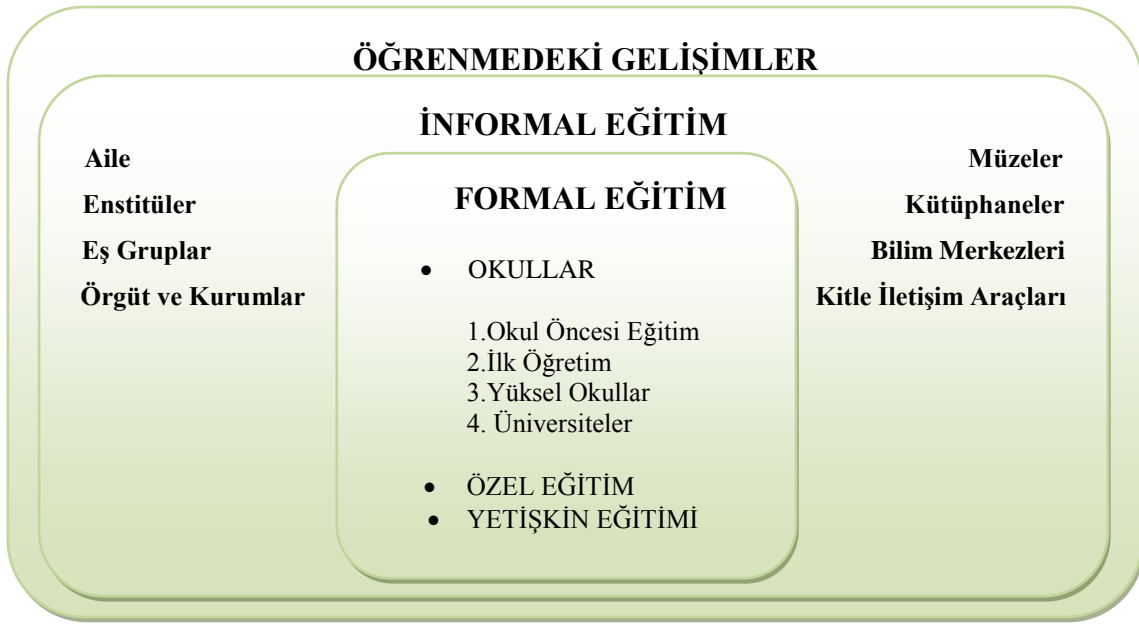 ÖĞRENMEDEKİ GELİŞİMLER
İNFORMAL EĞİTİM
Aile
Enstitüler
Eş Gruplar
Örgüt ve Kurumlar
FORMAL EĞİTİM
• OKULLAR
1.Okul Öncesi Eğitim
2.İlk Öğretim
3.Yüksel Okullar
4. Üniversiteler
• ÖZEL EĞİTİM
• YETİŞKİN EĞİTİMİ
Müzeler
Kütüphaneler
Bilim Merkezleri
Kitle İletişim Araçları